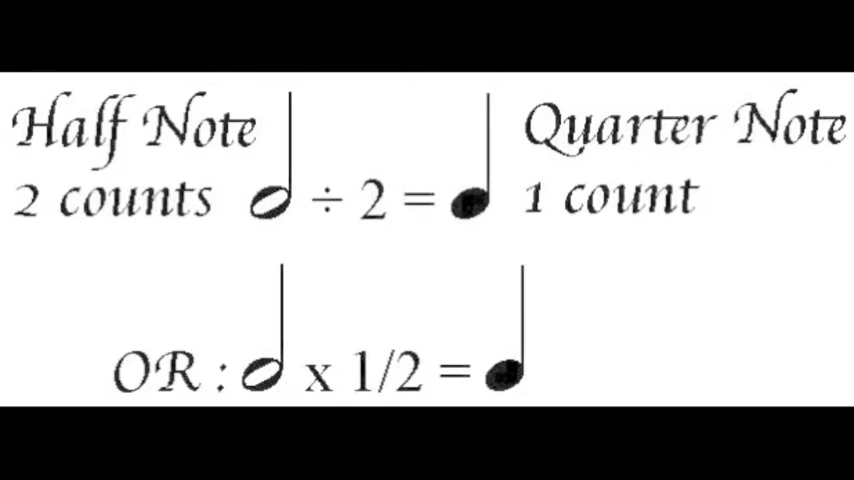 Half Note ÷ 2 = Quarter Note
2 counts 1 count
OR : x 1/2 =